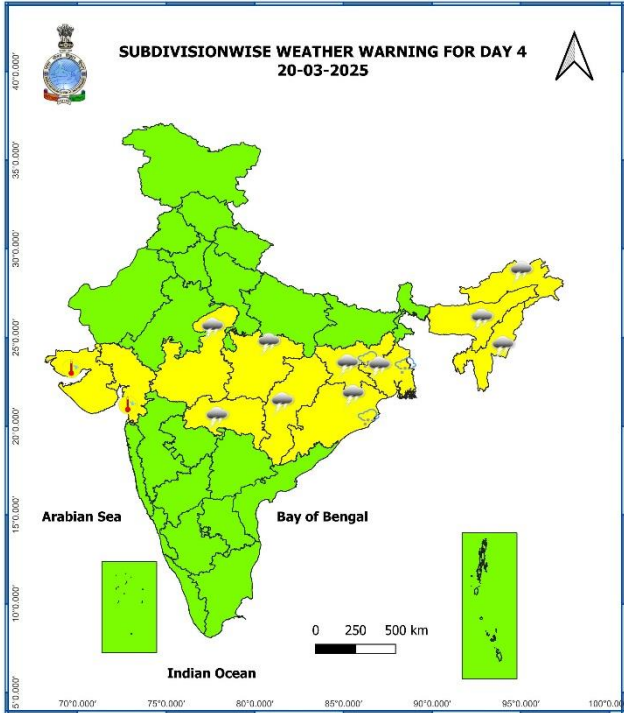 SUBDIVISIONWISE WEATHER WARNING FOR DAY 4
20-03-2025
40°0.000'
35°0.000'
30°0.000'
25°0.000'
20°0.000'
15°0.000'
10°0.000'
5°0.000'
Arabian Sea
Bay of Bengal
0 250 500 km
Indian Ocean
70°0.000' 75°0.000' 80°0.000' 85°0.000' 90°0.000' 95°0.000'